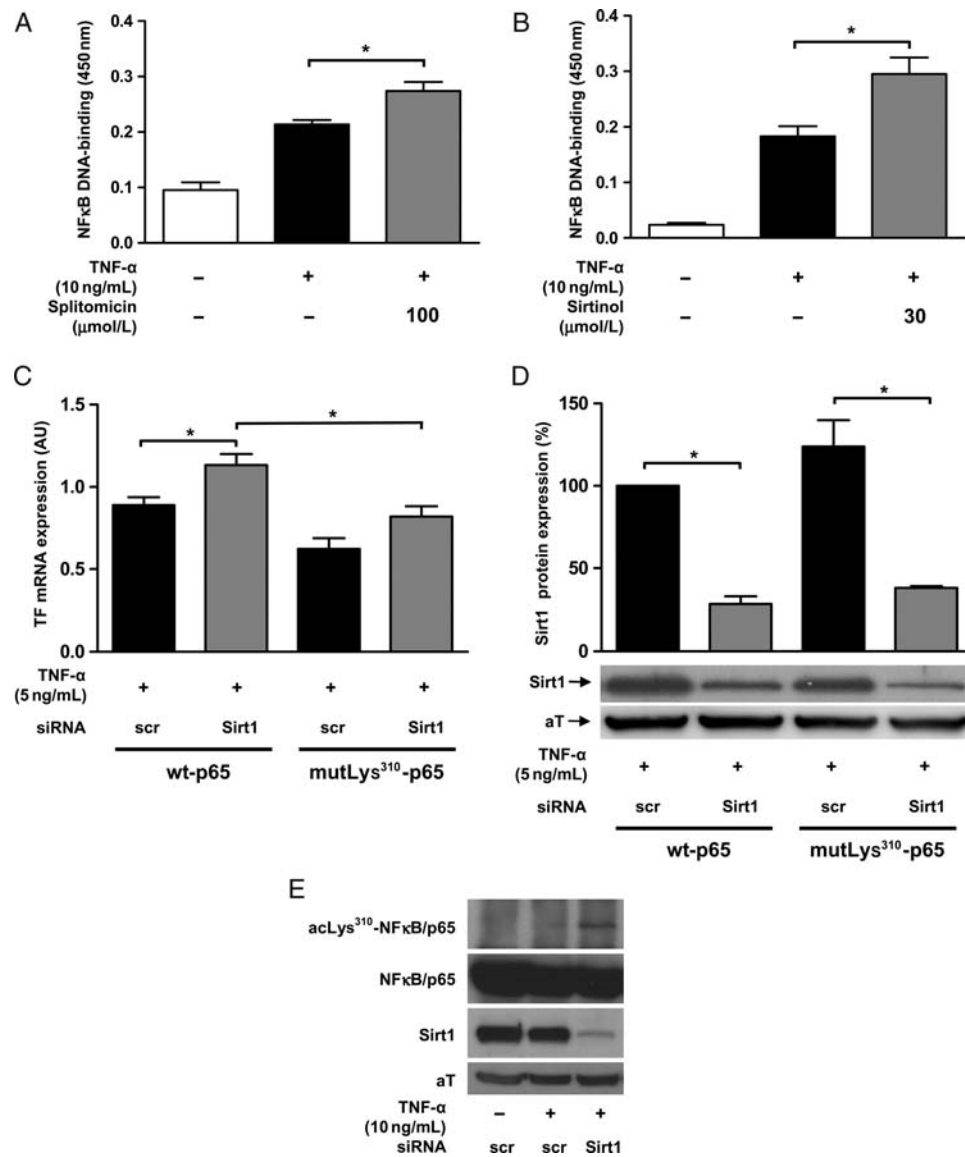 A
NFκB DNA-binding (450 nm)
0.4
0.3
0.2
0.1
0.0
*
TNF-α
(10 ng/mL)
– + +
Splitomicin
(μmol/L)
– – 100
B
NFκB DNA-binding (450 nm)
0.4
0.3
0.2
0.1
0.0
*
TNF-α
(10 ng/mL)
– + +
Sirtinol
(μmol/L)
– – 30
C
TF mRNA expression (AU)
1.5
1.0
0.5
0.0
*
*
TNF-α
(5 ng/mL)
+ + + +
siRNA scr Sirt1 scr Sirt1
wt-p65 mutLys³¹⁰-p65
D
Sirt1 protein expression (%)
150
100
50
0
*
*
Sirt1
aT
TNF-α
(5 ng/mL)
+ + + +
siRNA scr Sirt1 scr Sirt1
wt-p65 mutLys³¹⁰-p65
E
acLys³¹⁰-NFκB/p65
NFκB/p65
Sirt1
aT
TNF-α
(10 ng/mL)
– + +
siRNA scr scr Sirt1